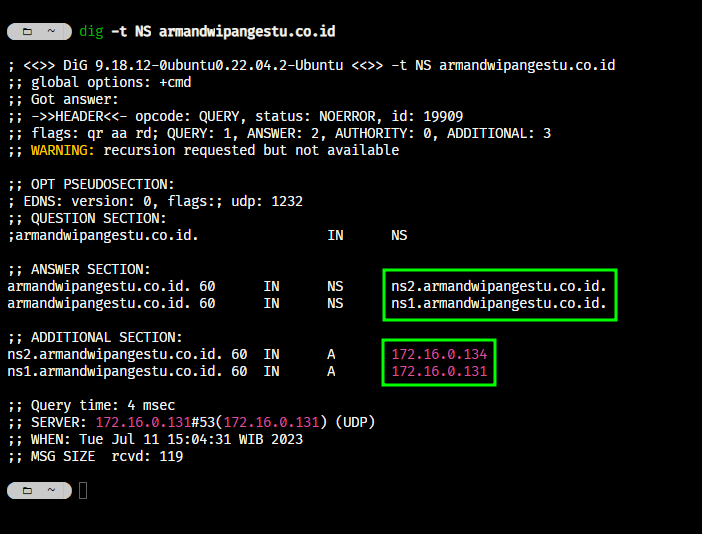 ~ dig -t NS armandwipangestu.co.id
; <<>> DiG 9.18.12-0ubuntu0.22.04.2-Ubuntu <<>> -t NS armandwipangestu.co.id
;; global options: +cmd
;; Got answer:
;; ->>HEADER<<- opcode: QUERY, status: NOERROR, id: 19909
;; flags: qr aa rd; QUERY: 1, ANSWER: 2, AUTHORITY: 0, ADDITIONAL: 3
;; WARNING: recursion requested but not available
;; OPT PSEUDOSECTION:
; EDNS: version: 0, flags:; udp: 1232
;; QUESTION SECTION:
;armandwipangestu.co.id. IN NS
;; ANSWER SECTION:
armandwipangestu.co.id. 60 IN NS ns2.armandwipangestu.co.id.
armandwipangestu.co.id. 60 IN NS ns1.armandwipangestu.co.id.
;; ADDITIONAL SECTION:
ns2.armandwipangestu.co.id. 60 IN A 172.16.0.134
ns1.armandwipangestu.co.id. 60 IN A 172.16.0.131
;; Query time: 4 msec
;; SERVER: 172.16.0.131#53(172.16.0.131) (UDP)
;; WHEN: Tue Jul 11 15:04:31 WIB 2023
;; MSG SIZE rcvd: 119
~